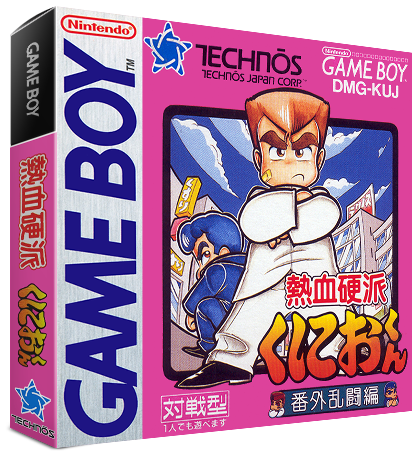 GAME BOY
熱血硬派
くにおくん
TECHNŌS
Nintendo
GAME BOY
TM
TECHNŌS
TECHNŌS JAPAN CORP.
Nintendo
GAME BOY
DMG-KUJ
熱血硬派
くにおくん
番外乱闘編
対戦型
1人でも遊べます